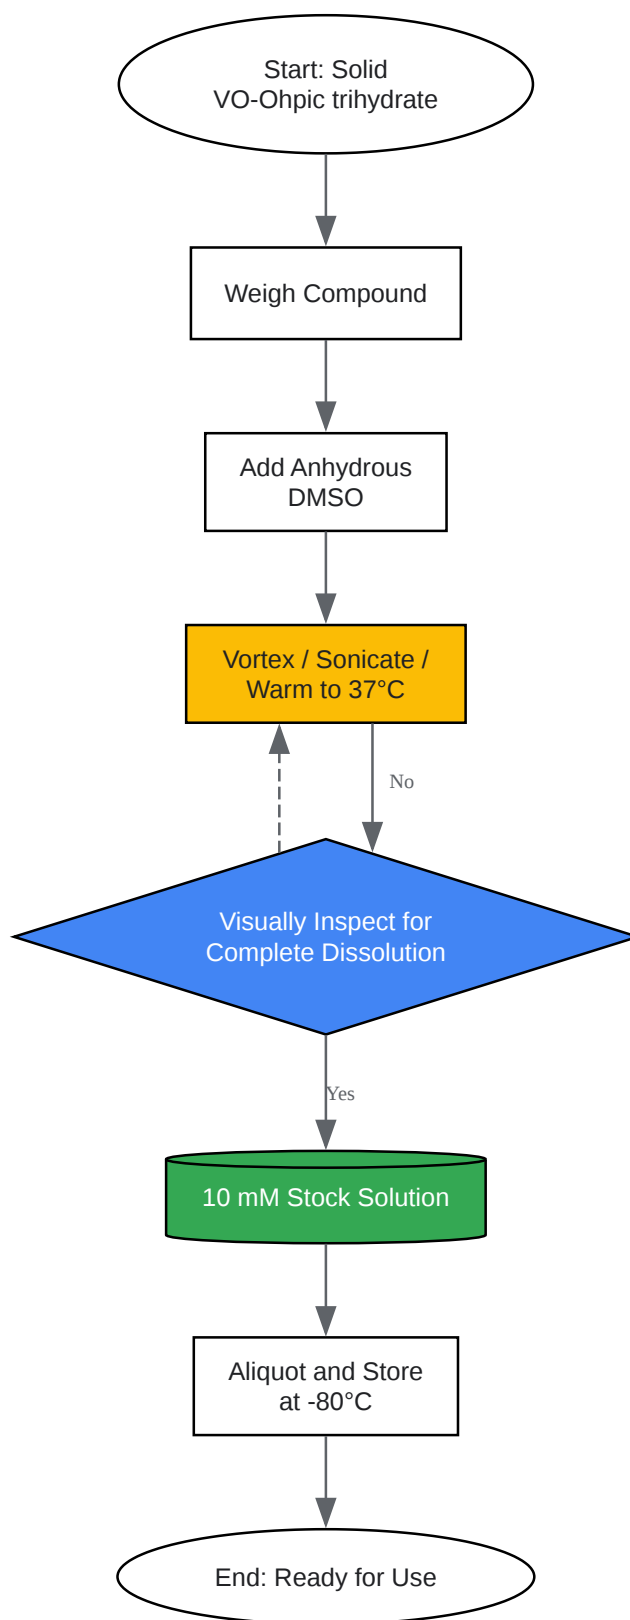 Start: Solid
VO-Ohpic trihydrate
Weigh Compound
Add Anhydrous
DMSO
Vortex / Sonicate /
Warm to 37°C
No
Visually Inspect for
Complete Dissolution
Yes
10 mM Stock Solution
Aliquot and Store
at -80°C
End: Ready for Use